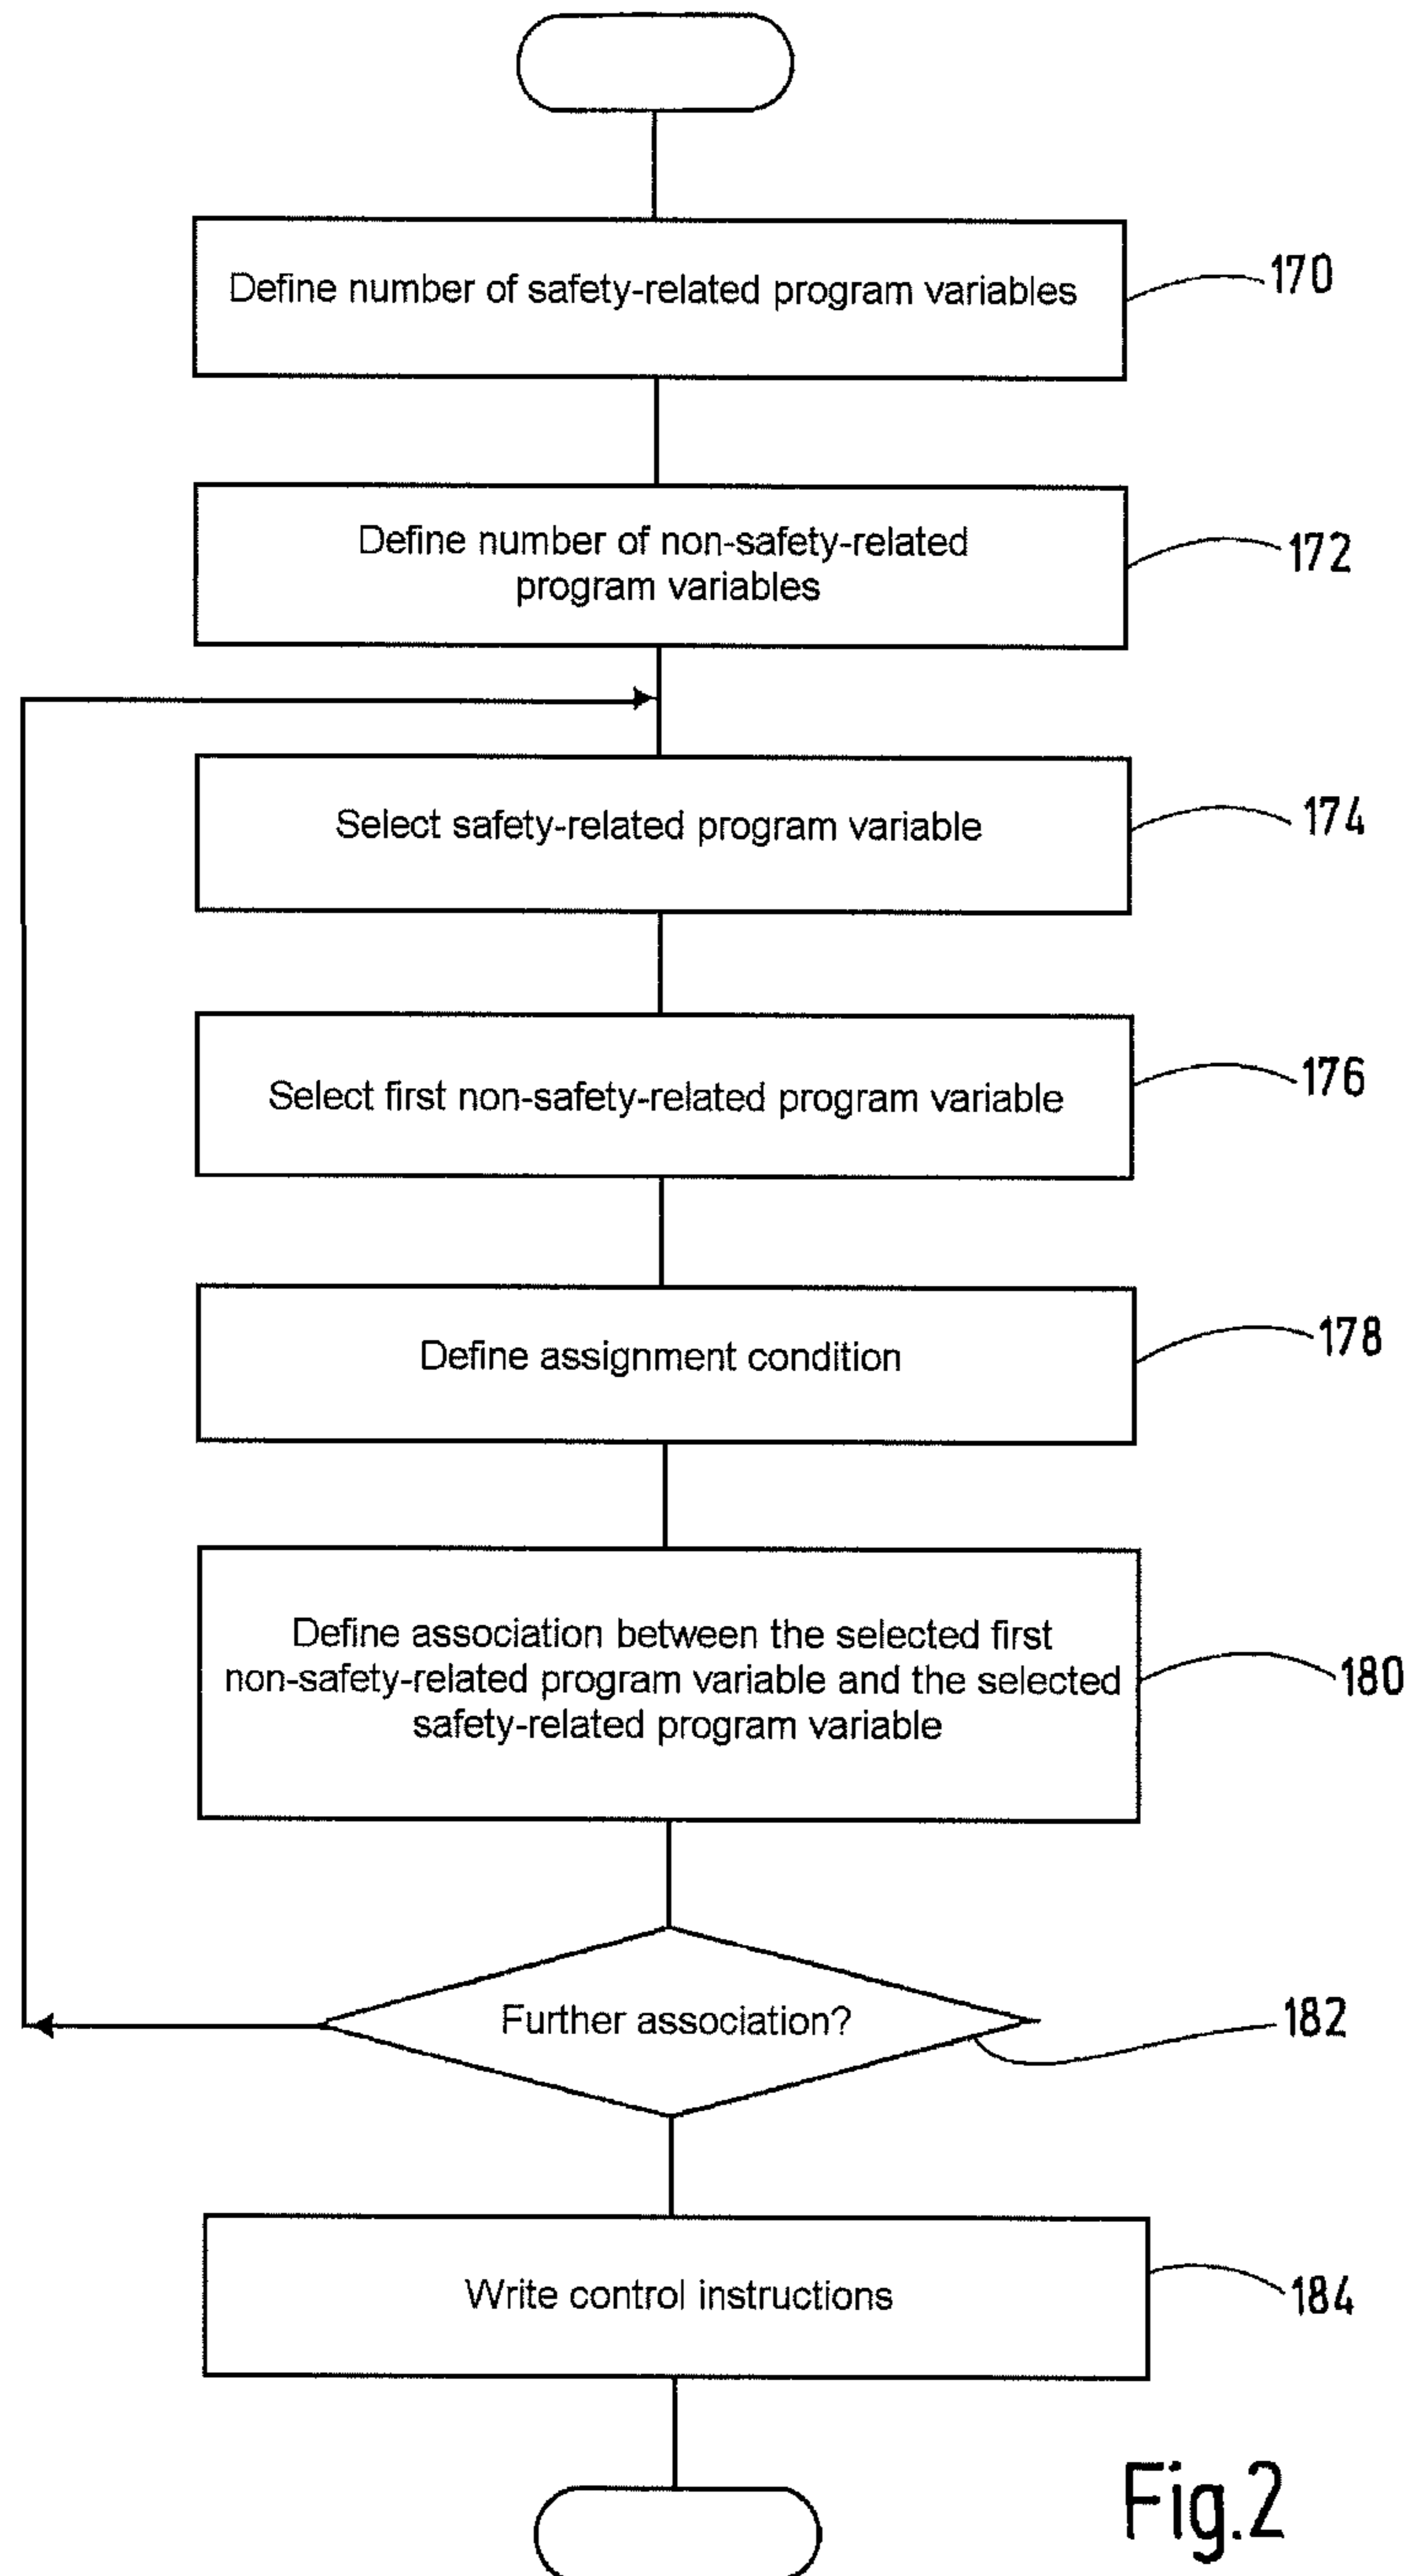 Define number of safety-related program variables
170
Define number of non-safety-related
program variables
172
Select safety-related program variable
174
Select first non-safety-related program variable
176
Define assignment condition
178
Define association between the selected first
non-safety-related program variable and the selected
safety-related program variable
180
Further association?
182
Write control instructions
184
Fig.2